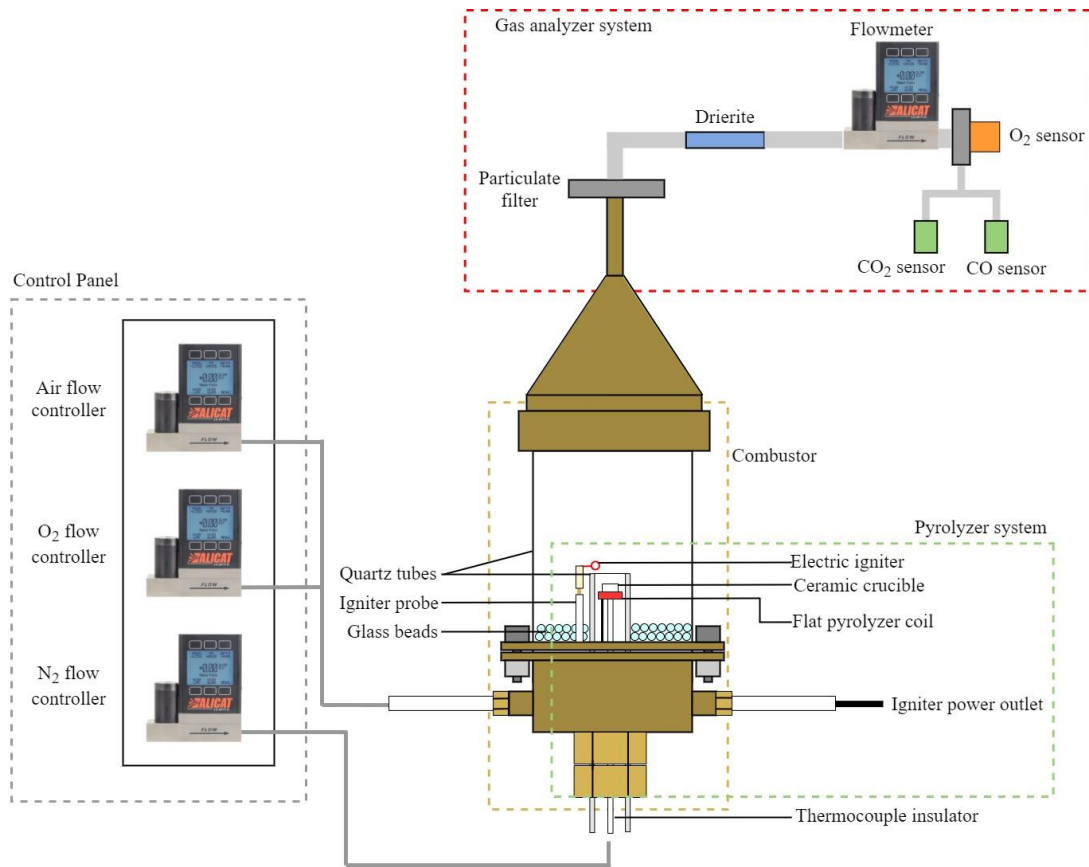 Gas analyzer system
Flowmeter
ALICAT
FLOW
Drierite
O₂ sensor
Particulate
filter
CO₂ sensor
CO sensor
Control Panel
Air flow
controller
ALICAT
FLOW
O₂ flow
controller
ALICAT
FLOW
N₂ flow
controller
ALICAT
FLOW
Combustor
Pyrolyzer system
Quartz tubes
Electric igniter
Ceramic crucible
Igniter probe
Flat pyrolyzer coil
Glass beads
Igniter power outlet
Thermocouple insulator